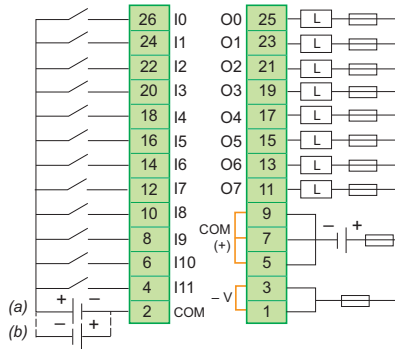 26 I0 O0 25 L
24 I1 O1 23 L
22 I2 O2 21 L
20 I3 O3 19 L
18 I4 O4 17 L
16 I5 O5 15 L
14 I6 O6 13 L
12 I7 O7 11 L
10 I8 9
8 I9 COM (+) 7 − +
6 I10 5
4 I11 − V 3
(a) + − 2 COM 1
(b) − +